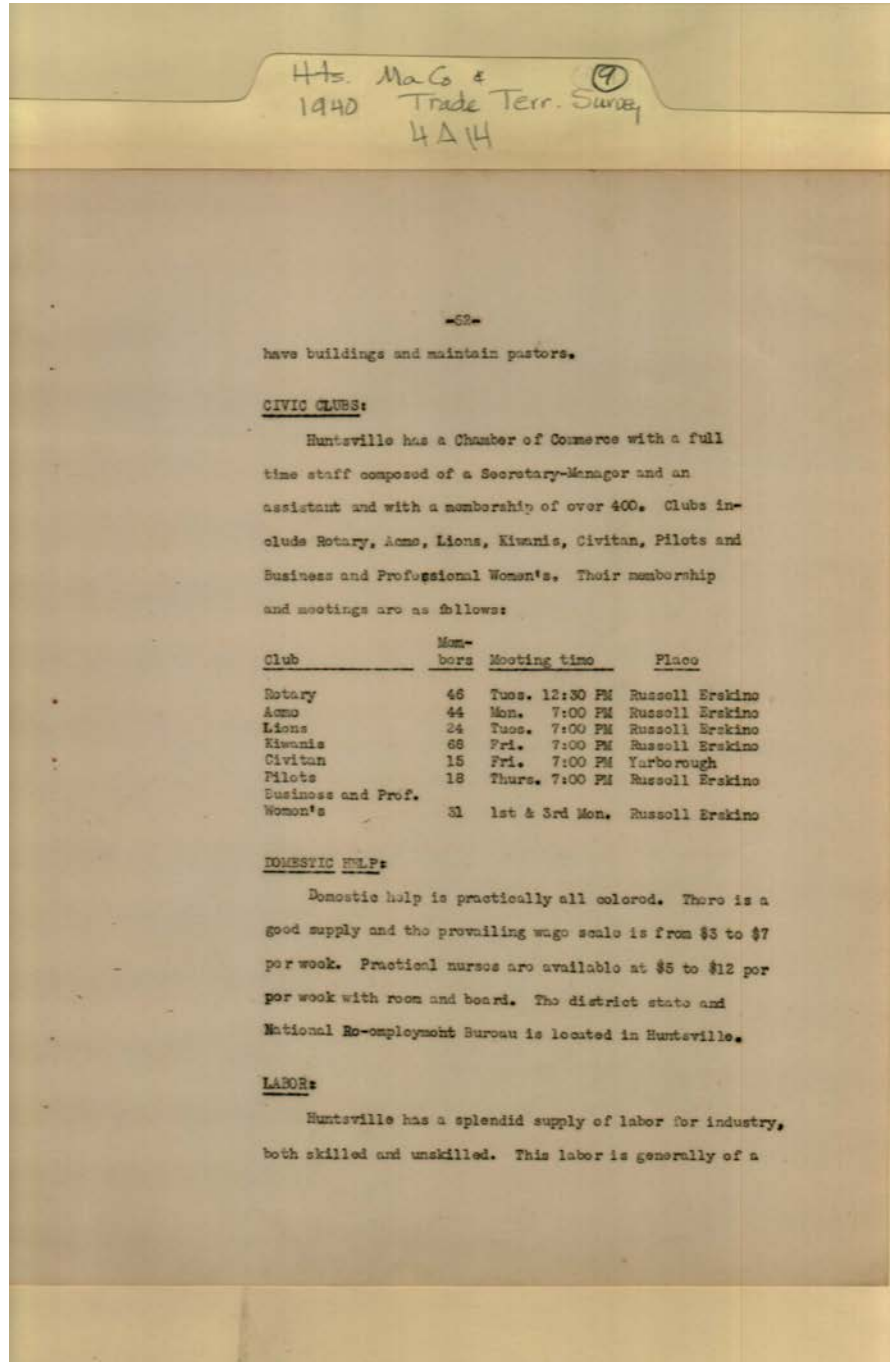 Hts. Ma Co & (9)
1940 Trade Terr. Survey
4A14
-52-
have buildings and maintain pastors.
CIVIC CLUBS:
Huntsville has a Chamber of Commerce with a full
time staff composed of a Secretary-Manager and an
assistant and with a membership of over 400. Clubs in-
clude Rotary, Acme, Lions, Kiwanis, Civitan, Pilots and
Business and Professional Women's. Their membership
and meetings are as follows:
Mem-
Club bers Meeting time Place
Rotary 46 Tues. 12:30 PM Russell Erskine
Acme 44 Mon. 7:00 PM Russell Erskine
Lions 24 Tues. 7:00 PM Russell Erskine
Kiwanis 68 Fri. 7:00 PM Russell Erskine
Civitan 15 Fri. 7:00 PM Yarborough
Pilots 18 Thurs. 7:00 PM Russell Erskine
Business and Prof.
Women's 31 1st & 3rd Mon. Russell Erskine
DOMESTIC HELP:
Domestic help is practically all colored. There is a
good supply and the prevailing wage scale is from $3 to $7
per week. Practical nurses are available at $5 to $12 per
per week with room and board. The district state and
National Re-employment Bureau is located in Huntsville.
LABOR:
Huntsville has a splendid supply of labor for industry,
both skilled and unskilled. This labor is generally of a